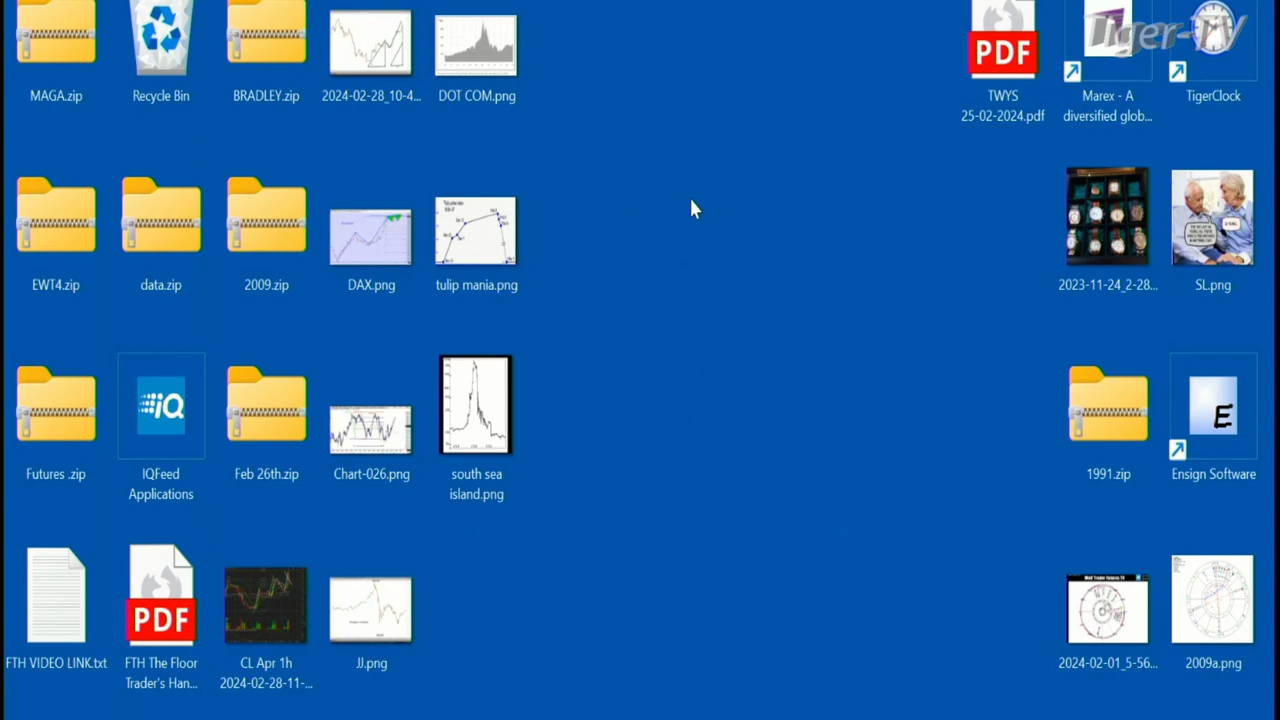 Tiger-TV
MAGA.zip
Recycle Bin
BRADLEY.zip
2024-02-28_10-4...
DOT COM.png
TWYS
25-02-2024.pdf
Marex - A
diversified glob...
TigerClock
PDF
EWT4.zip
data.zip
2009.zip
DAX.png
tulip mania.png
2023-11-24_2-28...
SL.png
iQ
E
Futures .zip
IQFeed
Applications
Feb 26th.zip
Chart-026.png
south sea
island.png
1991.zip
Ensign Software
PDF
FTH VIDEO LINK.txt
FTH The Floor
Trader's Han...
CL Apr 1h
2024-02-28-11-...
JJ.png
2024-02-01_5-56...
2009a.png